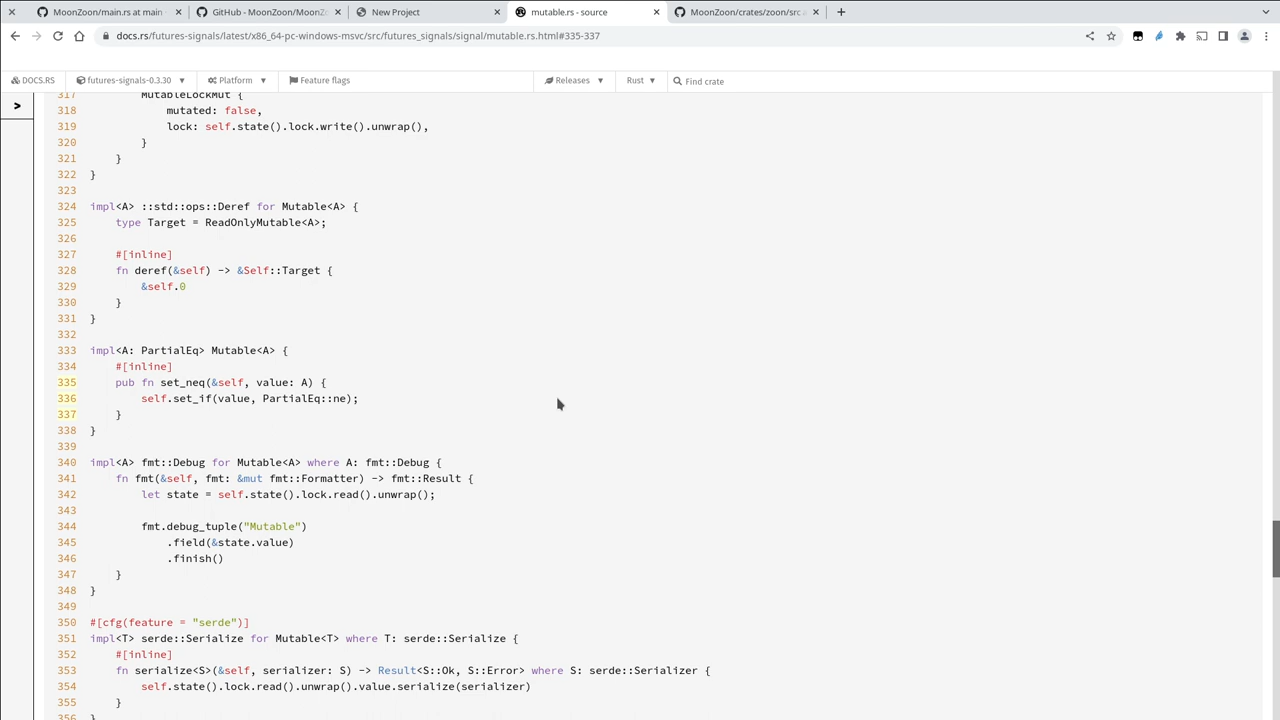 MoonZoon/main.rs at main
GitHub - MoonZoon/MoonZ
New Project
mutable.rs - source
MoonZoon/crates/zoon/src a
docs.rs/futures-signals/latest/x86_64-pc-windows-msvc/src/futures_signals/signal/mutable.rs.html#335-337
DOCS.RS
futures-signals-0.3.30
Platform
Feature flags
Releases
Rust
Find crate
317 MutableLockMut {
318 mutated: false,
319 lock: self.state().lock.write().unwrap(),
320 }
321 }
322 }
323
324 impl<A> ::std::ops::Deref for Mutable<A> {
325 type Target = ReadOnlyMutable<A>;
326
327 #[inline]
328 fn deref(&self) -> &Self::Target {
329 &self.0
330 }
331 }
332
333 impl<A: PartialEq> Mutable<A> {
334 #[inline]
335 pub fn set_neq(&self, value: A) {
336 self.set_if(value, PartialEq::ne);
337 }
338 }
339
340 impl<A> fmt::Debug for Mutable<A> where A: fmt::Debug {
341 fn fmt(&self, fmt: &mut fmt::Formatter) -> fmt::Result {
342 let state = self.state().lock.read().unwrap();
343
344 fmt.debug_tuple("Mutable")
345 .field(&state.value)
346 .finish()
347 }
348 }
349
350 #[cfg(feature = "serde")]
351 impl<T> serde::Serialize for Mutable<T> where T: serde::Serialize {
352 #[inline]
353 fn serialize<S>(&self, serializer: S) -> Result<S::Ok, S::Error> where S: serde::Serializer {
354 self.state().lock.read().unwrap().value.serialize(serializer)
355 }
356 }